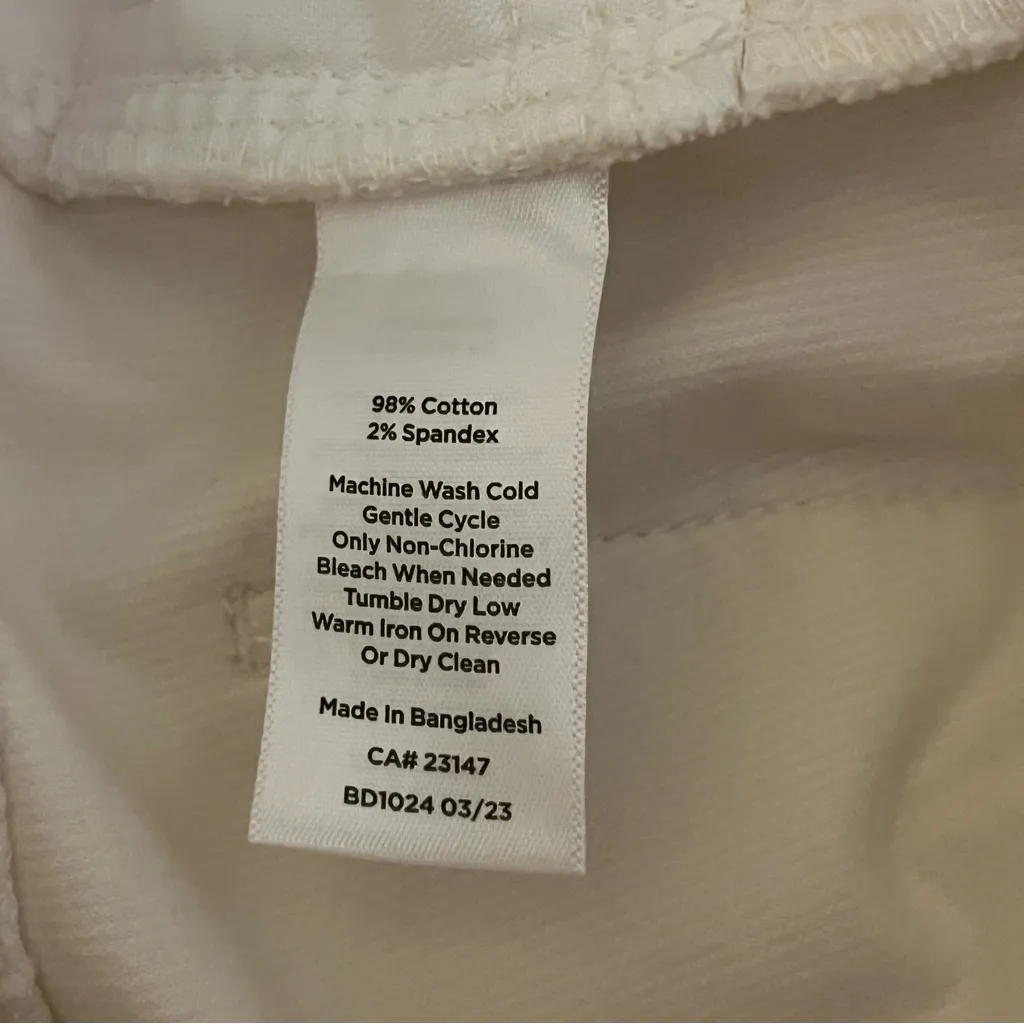 98% Cotton
2% Spandex
Machine Wash Cold
Gentle Cycle
Only Non-Chlorine
Bleach When Needed
Tumble Dry Low
Warm Iron On Reverse
Or Dry Clean
Made In Bangladesh
CA# 23147
BD1024 03/23